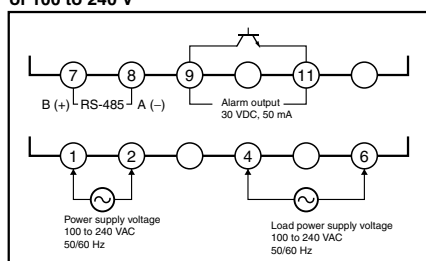 or 100 to 240 V
7 8 9 11
B (+) RS-485 A (−)
Alarm output
30 VDC, 50 mA
1 2 4 6
Power supply voltage
100 to 240 VAC
50/60 Hz
Load power supply voltage
100 to 240 VAC
50/60 Hz